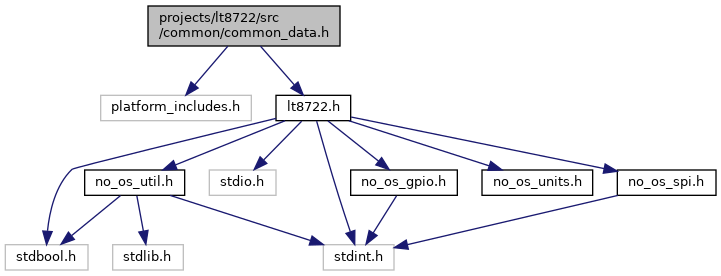 projects/lt8722/src
/common/common_data.h
platform_includes.h
lt8722.h
no_os_util.h
stdio.h
no_os_gpio.h
no_os_units.h
no_os_spi.h
stdbool.h
stdlib.h
stdint.h